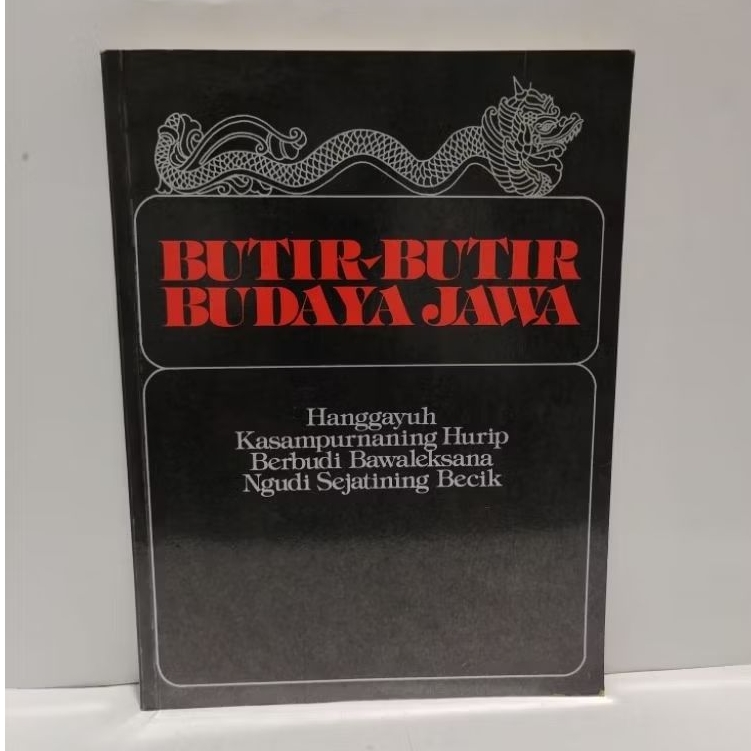 BUTIR-BUTIR
BUDAYA JAWA
Hanggayuh
Kasampurnaning Hurip
Berbudi Bawaleksana
Ngudi Sejatining Becik